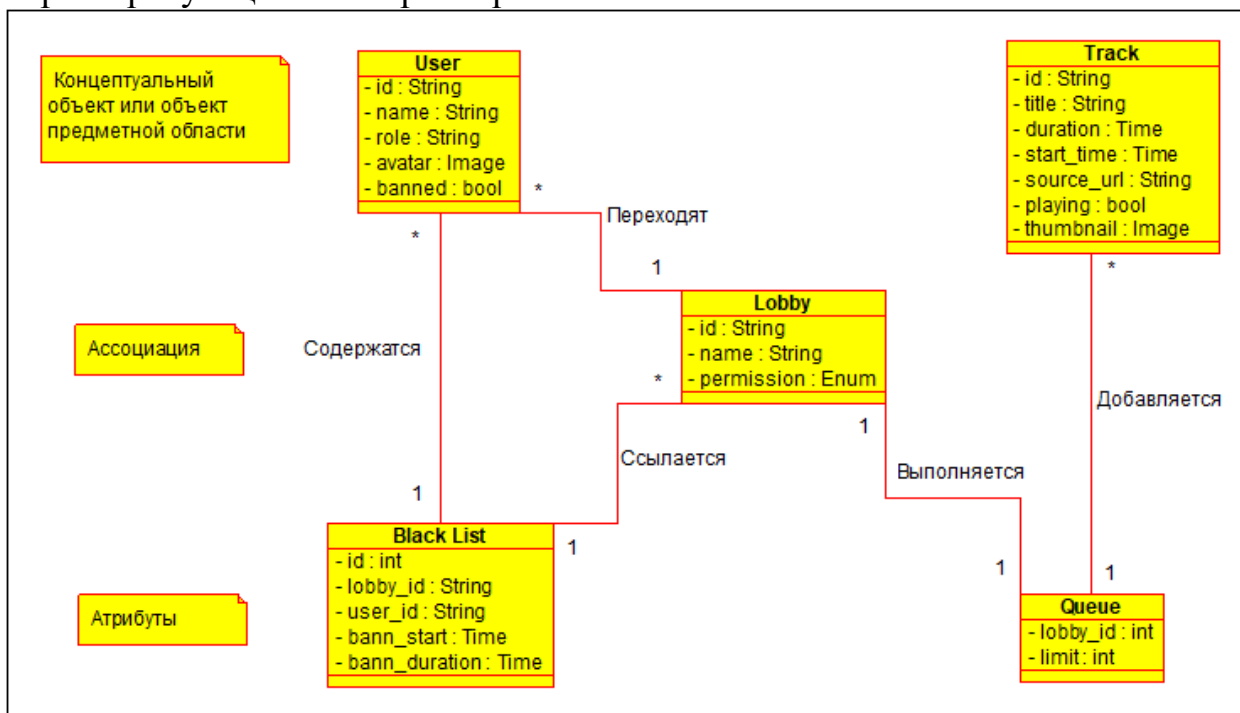 Концептуальный
объект или объект
предметной области
User
- id : String
- name : String
- role : String
- avatar : Image
- banned : bool
Track
- id : String
- title : String
- duration : Time
- start_time : Time
- source_url : String
- playing : bool
- thumbnail : Image
*
Переходят
1
*
*
Lobby
- id : String
- name : String
- permission : Enum
Ассоциация
Содержатся
*
1
Добавляется
Ссылается
Выполняется
1
1
1
1
Black List
- id : int
- lobby_id : String
- user_id : String
- bann_start : Time
- bann_duration : Time
Атрибуты
Queue
- lobby_id : int
- limit : int